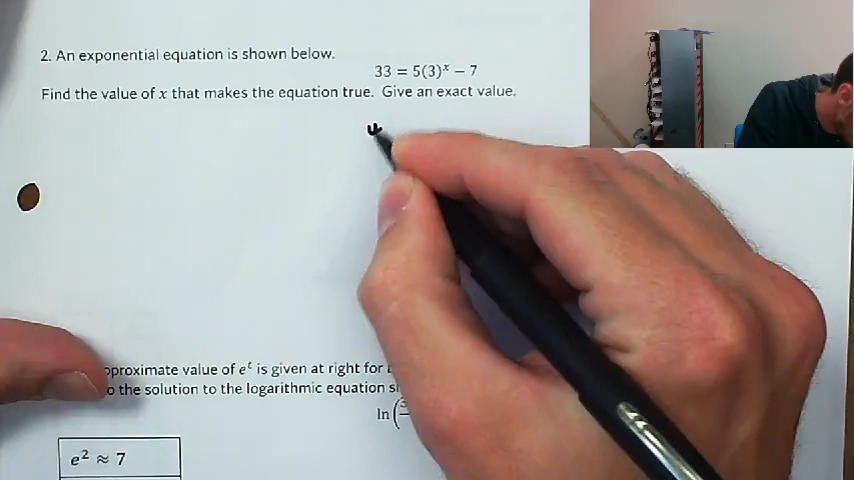 2. An exponential equation is shown below.
33 = 5(3)^x − 7
Find the value of x that makes the equation true. Give an exact value.
4
approximate value of e^t is given at right for
the solution to the logarithmic equation
ln(
e² ≈ 7